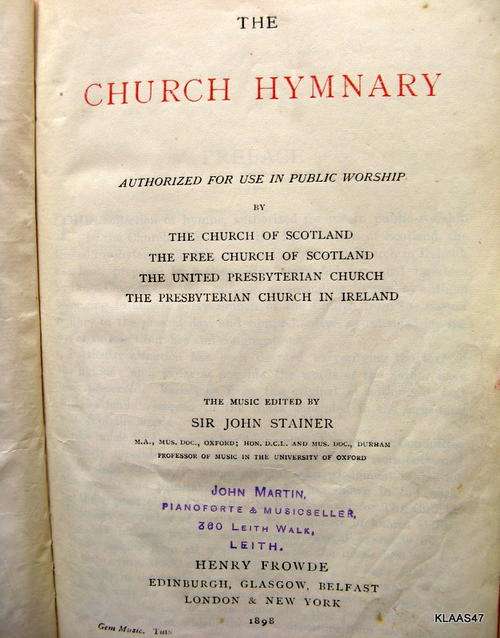 THE
CHURCH HYMNARY
AUTHORIZED FOR USE IN PUBLIC WORSHIP
BY
THE CHURCH OF SCOTLAND
THE FREE CHURCH OF SCOTLAND
THE UNITED PRESBYTERIAN CHURCH
THE PRESBYTERIAN CHURCH IN IRELAND
THE MUSIC EDITED BY
SIR JOHN STAINER
M.A., MUS. DOC., OXFORD; HON. D.C.L. AND MUS. DOC., DURHAM
PROFESSOR OF MUSIC IN THE UNIVERSITY OF OXFORD
JOHN MARTIN,
PIANOFORTE & MUSICSELLER,
360 LEITH WALK,
LEITH.
HENRY FROWDE
EDINBURGH, GLASGOW, BELFAST
LONDON & NEW YORK
1898
Gem Music,
KLAAS47